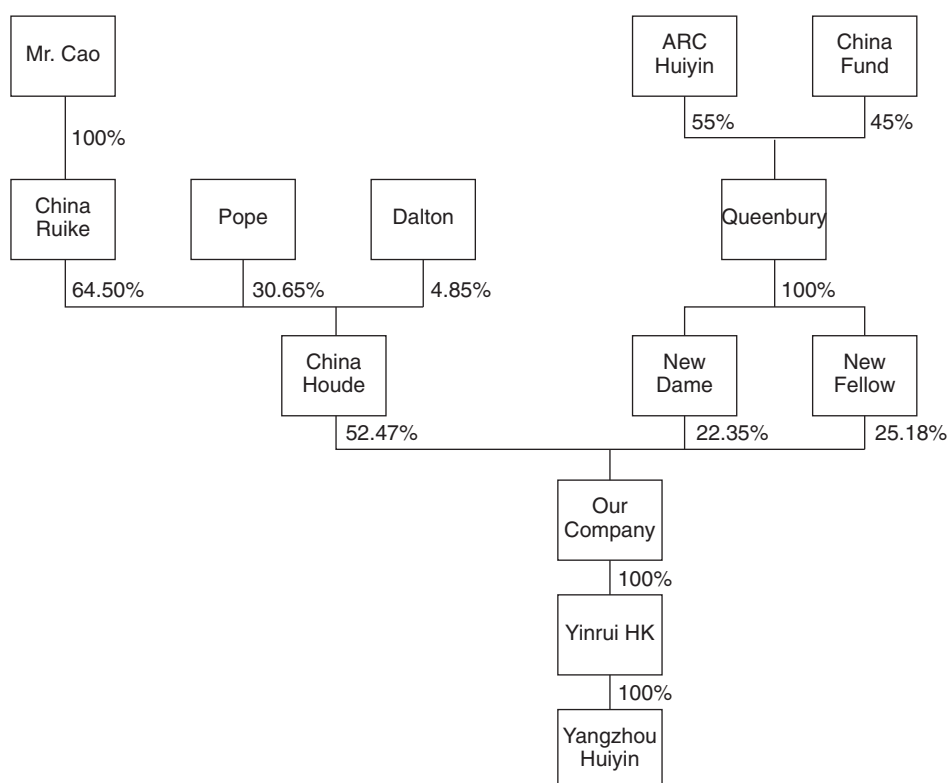 Mr. Cao
ARC
Huiyin
China
Fund
100%
55%
45%
China
Ruike
Pope
Dalton
Queenbury
64.50%
30.65%
4.85%
100%
China
Houde
New
Dame
New
Fellow
52.47%
22.35%
25.18%
Our
Company
100%
Yinrui HK
100%
Yangzhou
Huiyin